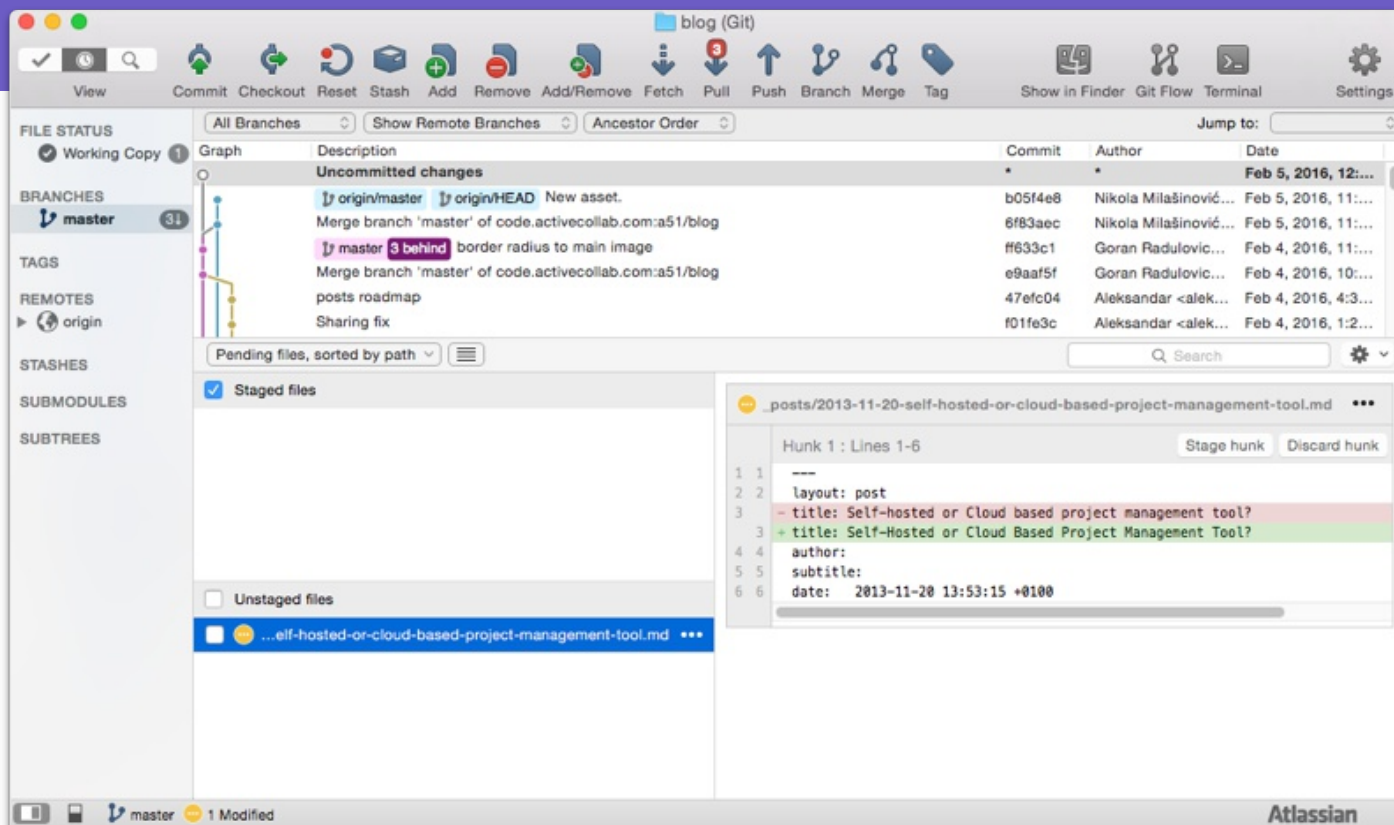 blog (Git)
3
View Commit Checkout Reset Stash Add Remove Add/Remove Fetch Pull Push Branch Merge Tag Show in Finder Git Flow Terminal Settings
All Branches Show Remote Branches Ancestor Order Jump to:
FILE STATUS
Working Copy 1
BRANCHES
master 3↓
TAGS
REMOTES
origin
STASHES
SUBMODULES
SUBTREES
Graph Description Commit Author Date
Uncommitted changes * * Feb 5, 2016, 12:...
origin/master origin/HEAD New asset. b05f4e8 Nikola Milašinović... Feb 5, 2016, 11:...
Merge branch 'master' of code.activecollab.com:a51/blog 6f83aec Nikola Milašinović... Feb 5, 2016, 11:...
master 3 behind border radius to main image ff633c1 Goran Radulovic... Feb 4, 2016, 11:...
Merge branch 'master' of code.activecollab.com:a51/blog e9aaf5f Goran Radulovic... Feb 4, 2016, 10:...
posts roadmap 47efc04 Aleksandar <alek... Feb 4, 2016, 4:3...
Sharing fix f01fe3c Aleksandar <alek... Feb 4, 2016, 1:2...
Pending files, sorted by path Search
Staged files
Unstaged files
...elf-hosted-or-cloud-based-project-management-tool.md •••
_posts/2013-11-20-self-hosted-or-cloud-based-project-management-tool.md •••
Hunk 1 : Lines 1-6 Stage hunk Discard hunk
1 1 ---
2 2 layout: post
3 - title: Self-hosted or Cloud based project management tool?
3 + title: Self-Hosted or Cloud Based Project Management Tool?
4 4 author:
5 5 subtitle:
6 6 date: 2013-11-20 13:53:15 +0100
master 1 Modified Atlassian